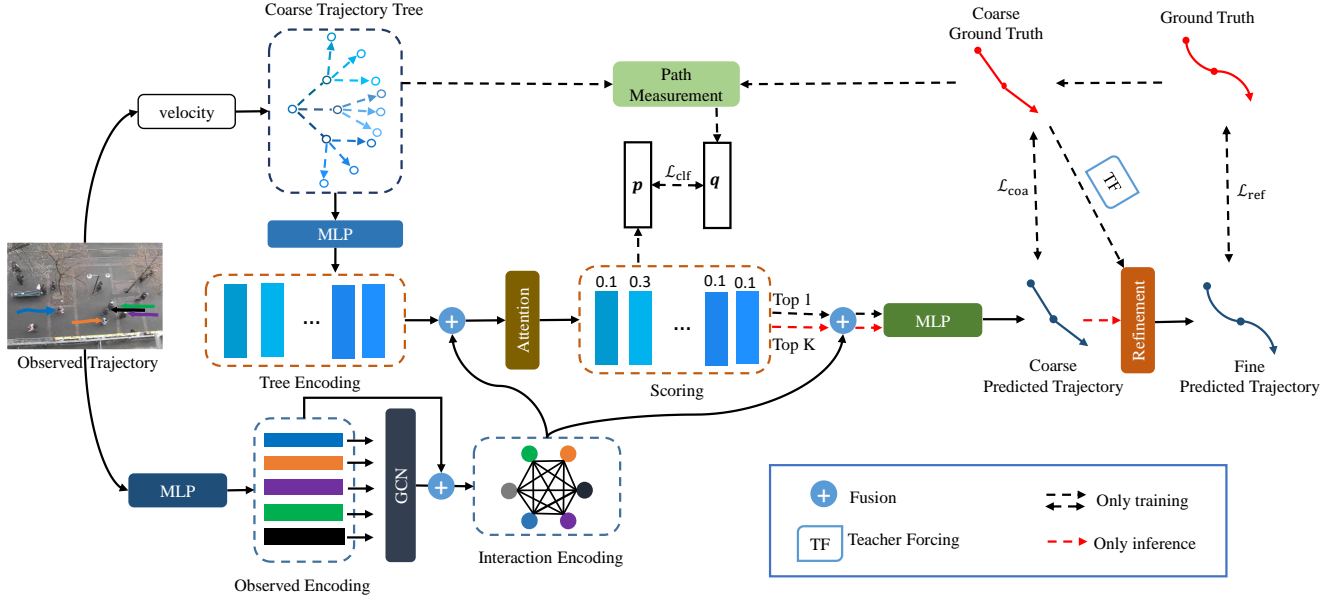 Coarse Trajectory Tree
Coarse
Ground Truth
Ground Truth
velocity
Path
Measurement
p
ℒclf
q
ℒcoa
TF
ℒref
MLP
0.1
0.3
0.1
0.1
...
...
Attention
Top 1
Top K
MLP
Refinement
Observed Trajectory
Tree Encoding
Scoring
Coarse
Predicted Trajectory
Fine
Predicted Trajectory
MLP
GCN
Observed Encoding
Interaction Encoding
Fusion
Only training
TF
Teacher Forcing
Only inference